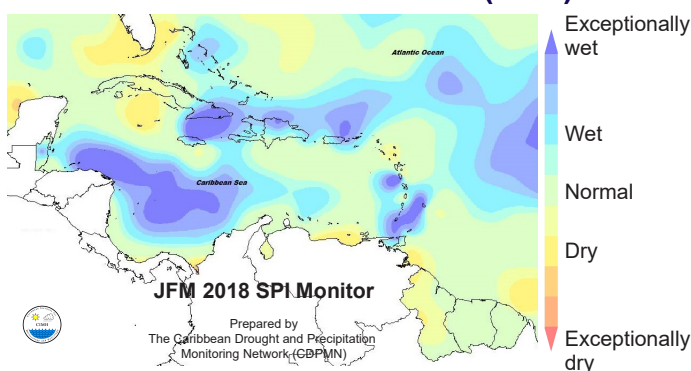 Atlantic Ocean
Caribbean Sea
JFM 2018 SPI Monitor
Prepared by
The Caribbean Drought and Precipitation
Monitoring Network (CDPMN)
CIMH
Exceptionally
wet
Wet
Normal
Dry
Exceptionally
dry